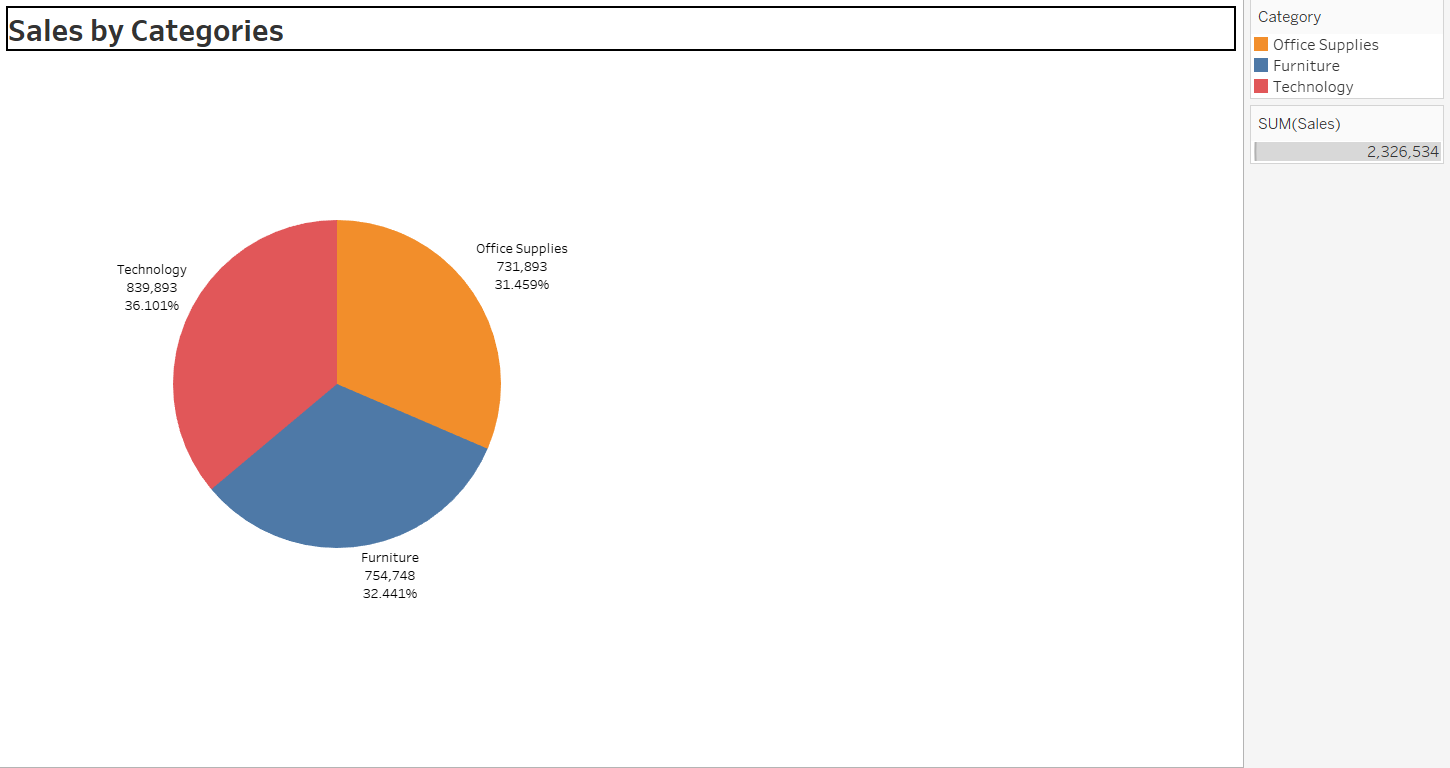 Sales by Categories
Technology
839,893
36.101%
Office Supplies
731,893
31.459%
Furniture
754,748
32.441%
Category
Office Supplies
Furniture
Technology
SUM(Sales)
2,326,534